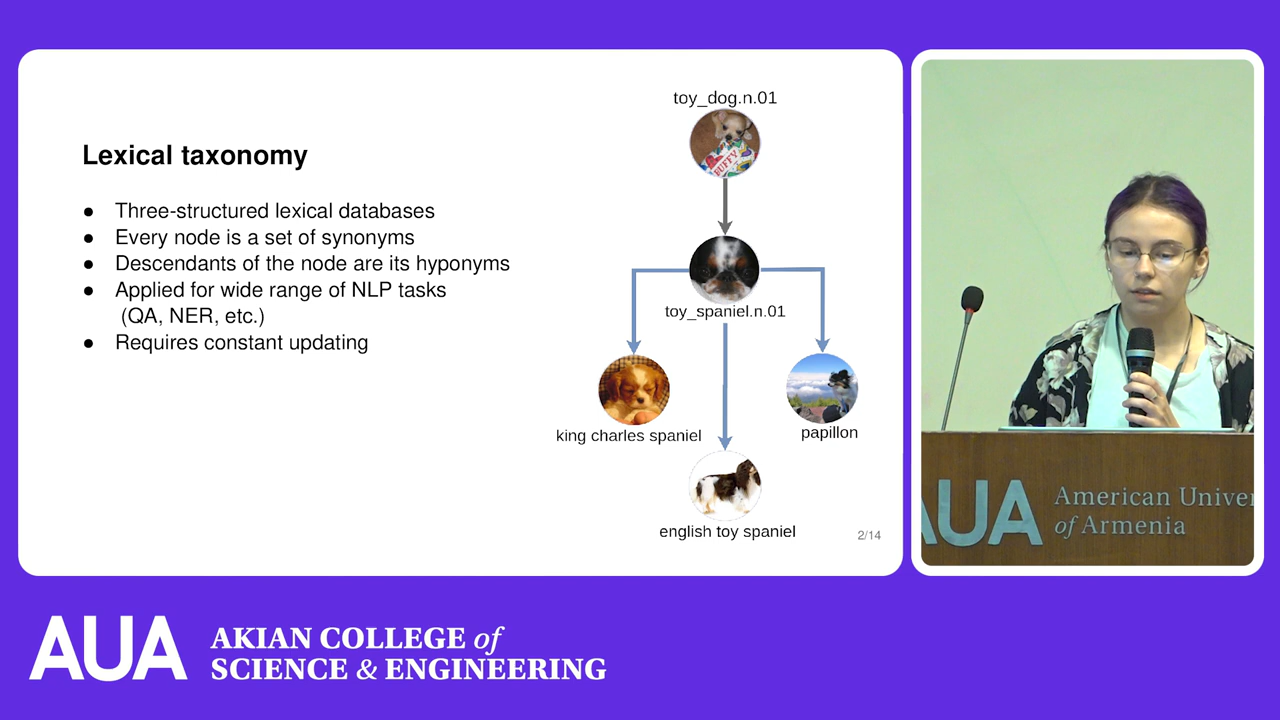 Lexical taxonomy
● Three-structured lexical databases
● Every node is a set of synonyms
● Descendants of the node are its hyponyms
● Applied for wide range of NLP tasks
(QA, NER, etc.)
● Requires constant updating
toy_dog.n.01
BUFFY
toy_spaniel.n.01
king charles spaniel
papillon
english toy spaniel
2/14
AUA American Univer
of Armenia
AUA AKIAN COLLEGE of
SCIENCE & ENGINEERING